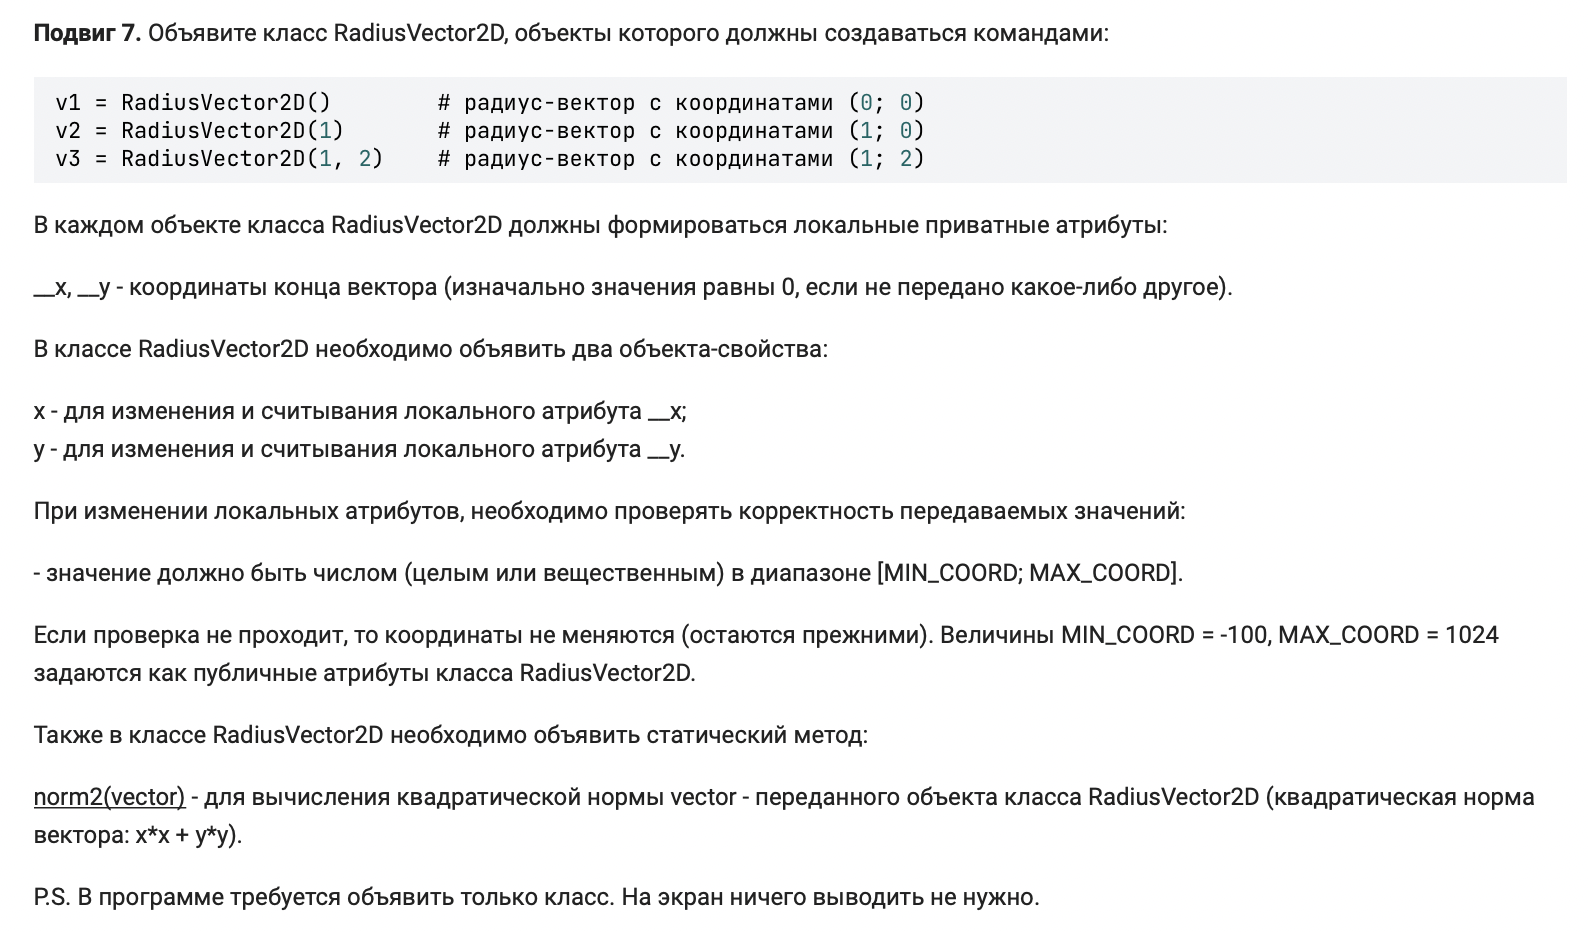 Подвиг 7. Объявите класс RadiusVector2D, объекты которого должны создаваться командами:
v1 = RadiusVector2D()        # радиус-вектор с координатами (0; 0)
v2 = RadiusVector2D(1)       # радиус-вектор с координатами (1; 0)
v3 = RadiusVector2D(1, 2)    # радиус-вектор с координатами (1; 2)
В каждом объекте класса RadiusVector2D должны формироваться локальные приватные атрибуты:
__x, __y - координаты конца вектора (изначально значения равны 0, если не передано какое-либо другое).
В классе RadiusVector2D необходимо объявить два объекта-свойства:
x - для изменения и считывания локального атрибута __x;
y - для изменения и считывания локального атрибута __y.
При изменении локальных атрибутов, необходимо проверять корректность передаваемых значений:
- значение должно быть числом (целым или вещественным) в диапазоне [MIN_COORD; MAX_COORD].
Если проверка не проходит, то координаты не меняются (остаются прежними). Величины MIN_COORD = -100, MAX_COORD = 1024
задаются как публичные атрибуты класса RadiusVector2D.
Также в классе RadiusVector2D необходимо объявить статический метод:
norm2(vector) - для вычисления квадратической нормы vector - переданного объекта класса RadiusVector2D (квадратическая норма
вектора: x*x + y*y).
P.S. В программе требуется объявить только класс. На экран ничего выводить не нужно.